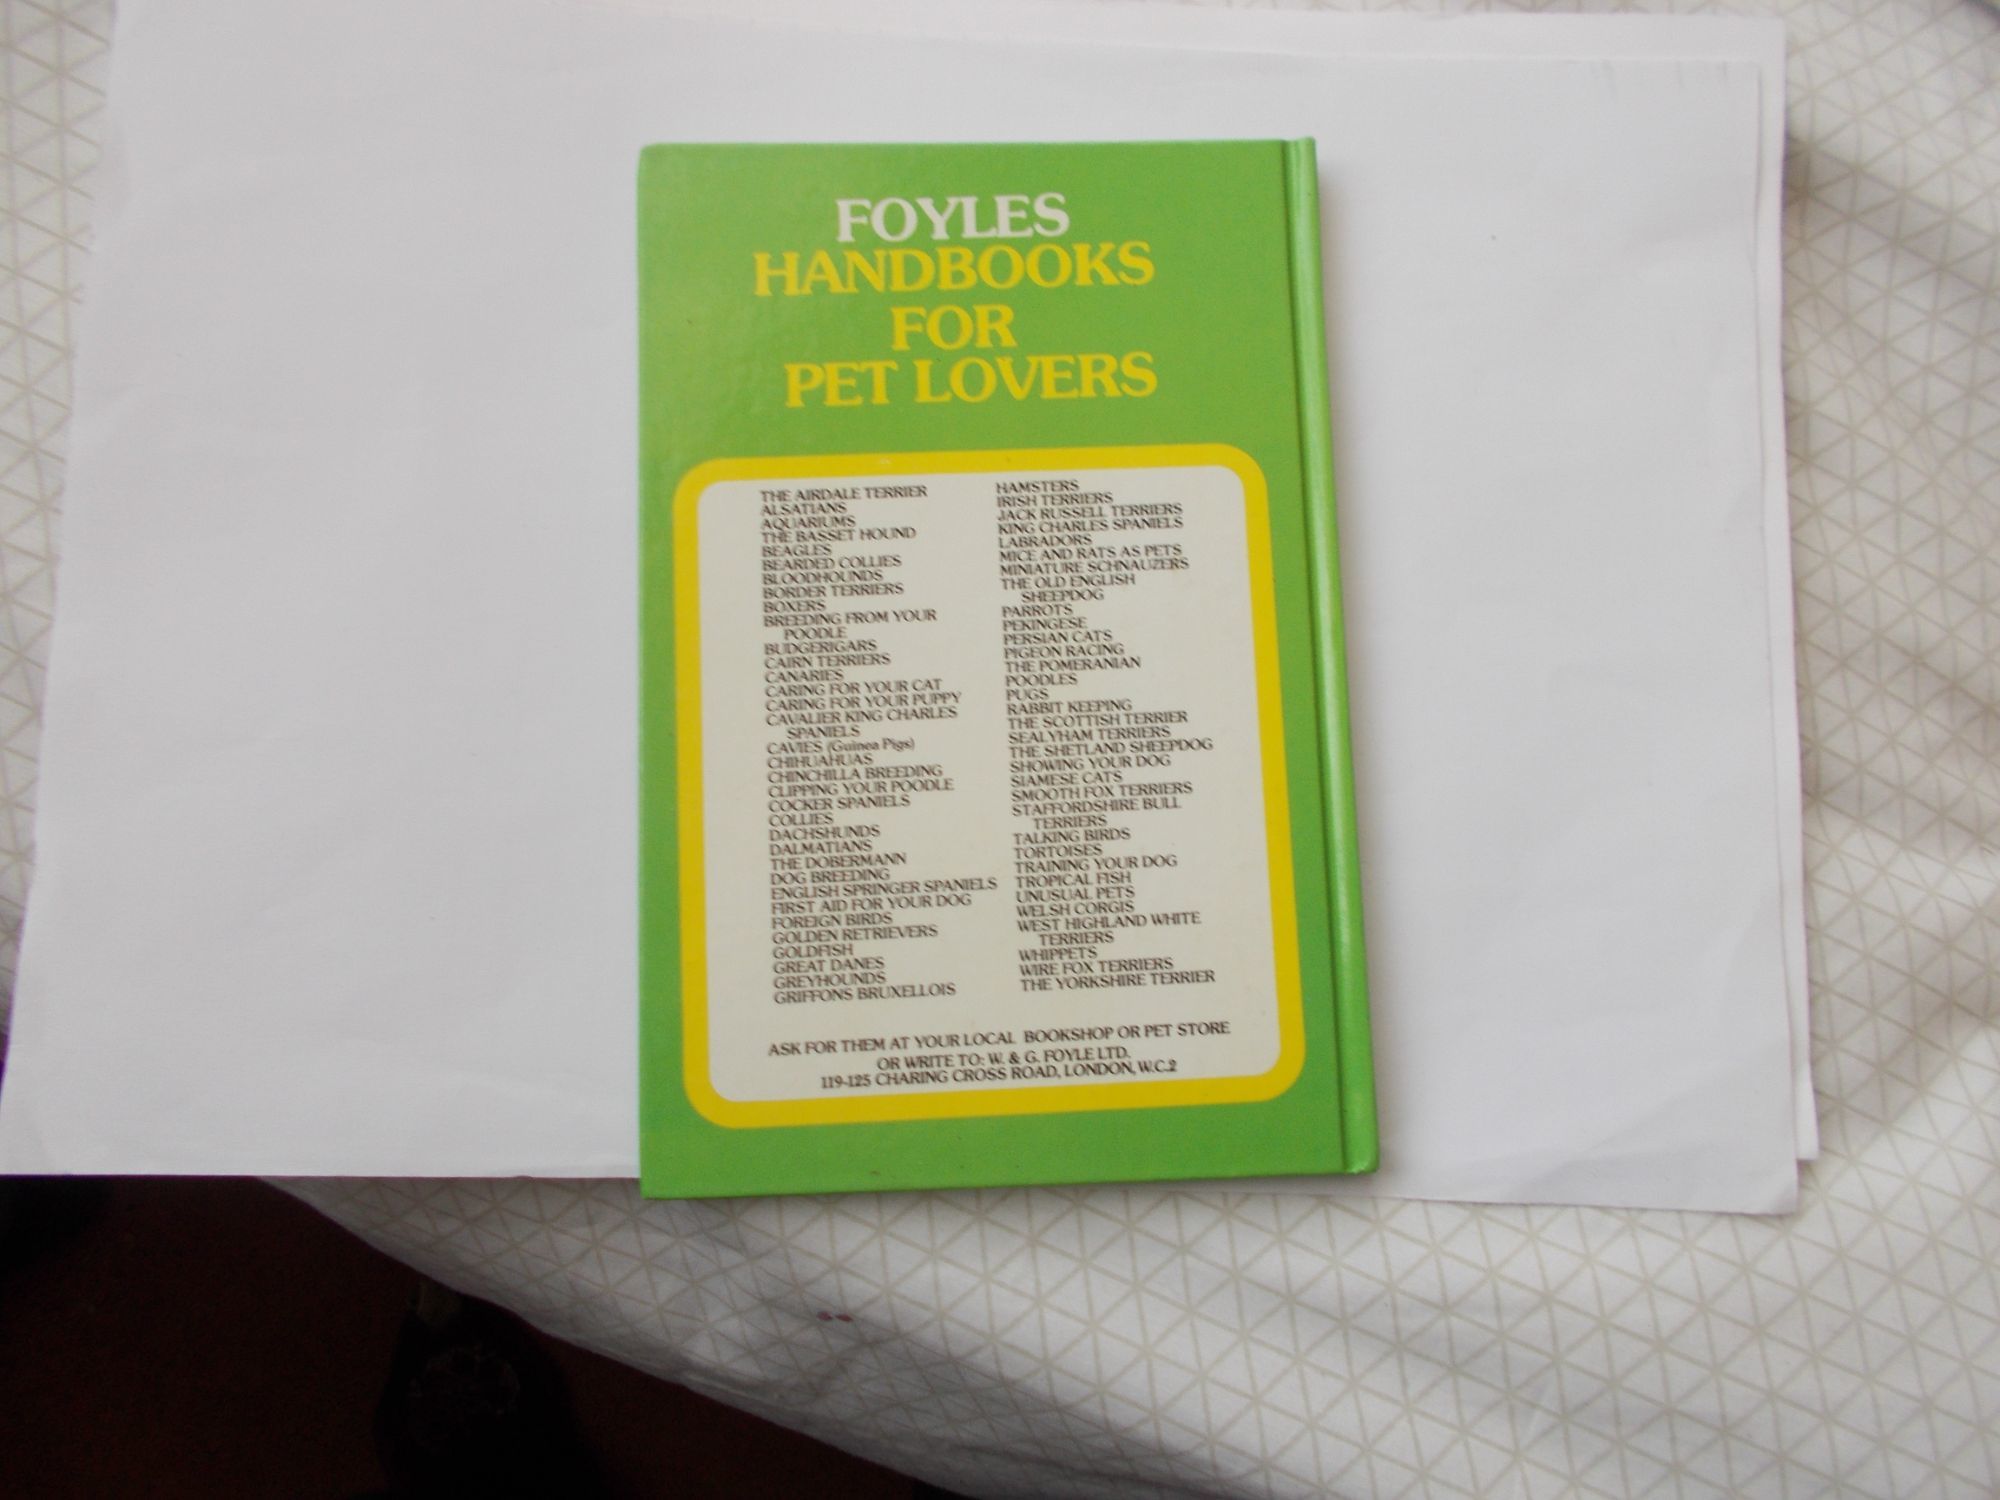 FOYLES
HANDBOOKS
FOR
PET LOVERS
THE AIRDALE TERRIER
ALSATIANS
AQUARIUMS
THE BASSET HOUND
BEAGLES
BEARDED COLLIES
BLOODHOUNDS
BORDER TERRIERS
BOXERS
BREEDING FROM YOUR
POODLE
BUDGERIGARS
CAIRN TERRIERS
CANARIES
CARING FOR YOUR CAT
CARING FOR YOUR PUPPY
CAVALIER KING CHARLES
SPANIELS
CAVIES (Guinea Pigs)
CHIHUAHUAS
CHINCHILLA BREEDING
CLIPPING YOUR POODLE
COCKER SPANIELS
COLLIES
DACHSHUNDS
DALMATIANS
THE DOBERMANN
DOG BREEDING
ENGLISH SPRINGER SPANIELS
FIRST AID FOR YOUR DOG
FOREIGN BIRDS
GOLDEN RETRIEVERS
GOLDFISH
GREAT DANES
GREYHOUNDS
GRIFFONS BRUXELLOIS
HAMSTERS
IRISH TERRIERS
JACK RUSSELL TERRIERS
KING CHARLES SPANIELS
LABRADORS
MICE AND RATS AS PETS
MINIATURE SCHNAUZERS
THE OLD ENGLISH
SHEEPDOG
PARROTS
PEKINGESE
PERSIAN CATS
PIGEON RACING
THE POMERANIAN
POODLES
PUGS
RABBIT KEEPING
THE SCOTTISH TERRIER
SEALYHAM TERRIERS
THE SHETLAND SHEEPDOG
SHOWING YOUR DOG
SIAMESE CATS
SMOOTH FOX TERRIERS
STAFFORDSHIRE BULL
TERRIERS
TALKING BIRDS
TORTOISES
TRAINING YOUR DOG
TROPICAL FISH
UNUSUAL PETS
WELSH CORGIS
WEST HIGHLAND WHITE
TERRIERS
WHIPPETS
WIRE FOX TERRIERS
THE YORKSHIRE TERRIER
ASK FOR THEM AT YOUR LOCAL BOOKSHOP OR PET STORE
OR WRITE TO: W. & G. FOYLE LTD.
119-125 CHARING CROSS ROAD, LONDON, W.C.2